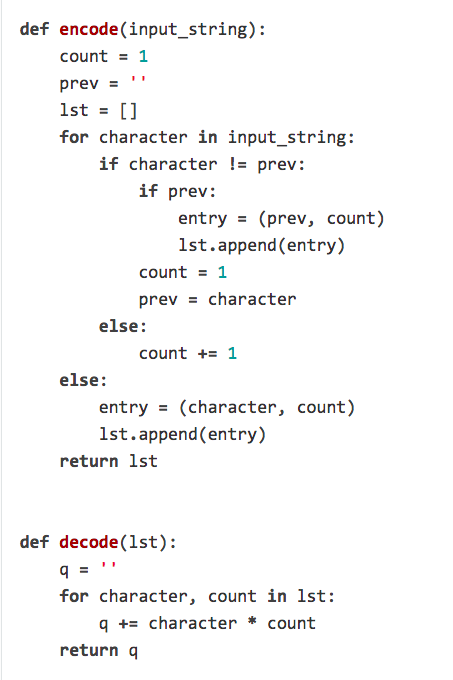 def encode(input_string):
    count = 1
    prev = ''
    lst = []
    for character in input_string:
        if character != prev:
            if prev:
                entry = (prev, count)
                lst.append(entry)
            count = 1
            prev = character
        else:
            count += 1
    else:
        entry = (character, count)
        lst.append(entry)
    return lst


def decode(lst):
    q = ''
    for character, count in lst:
        q += character * count
    return q